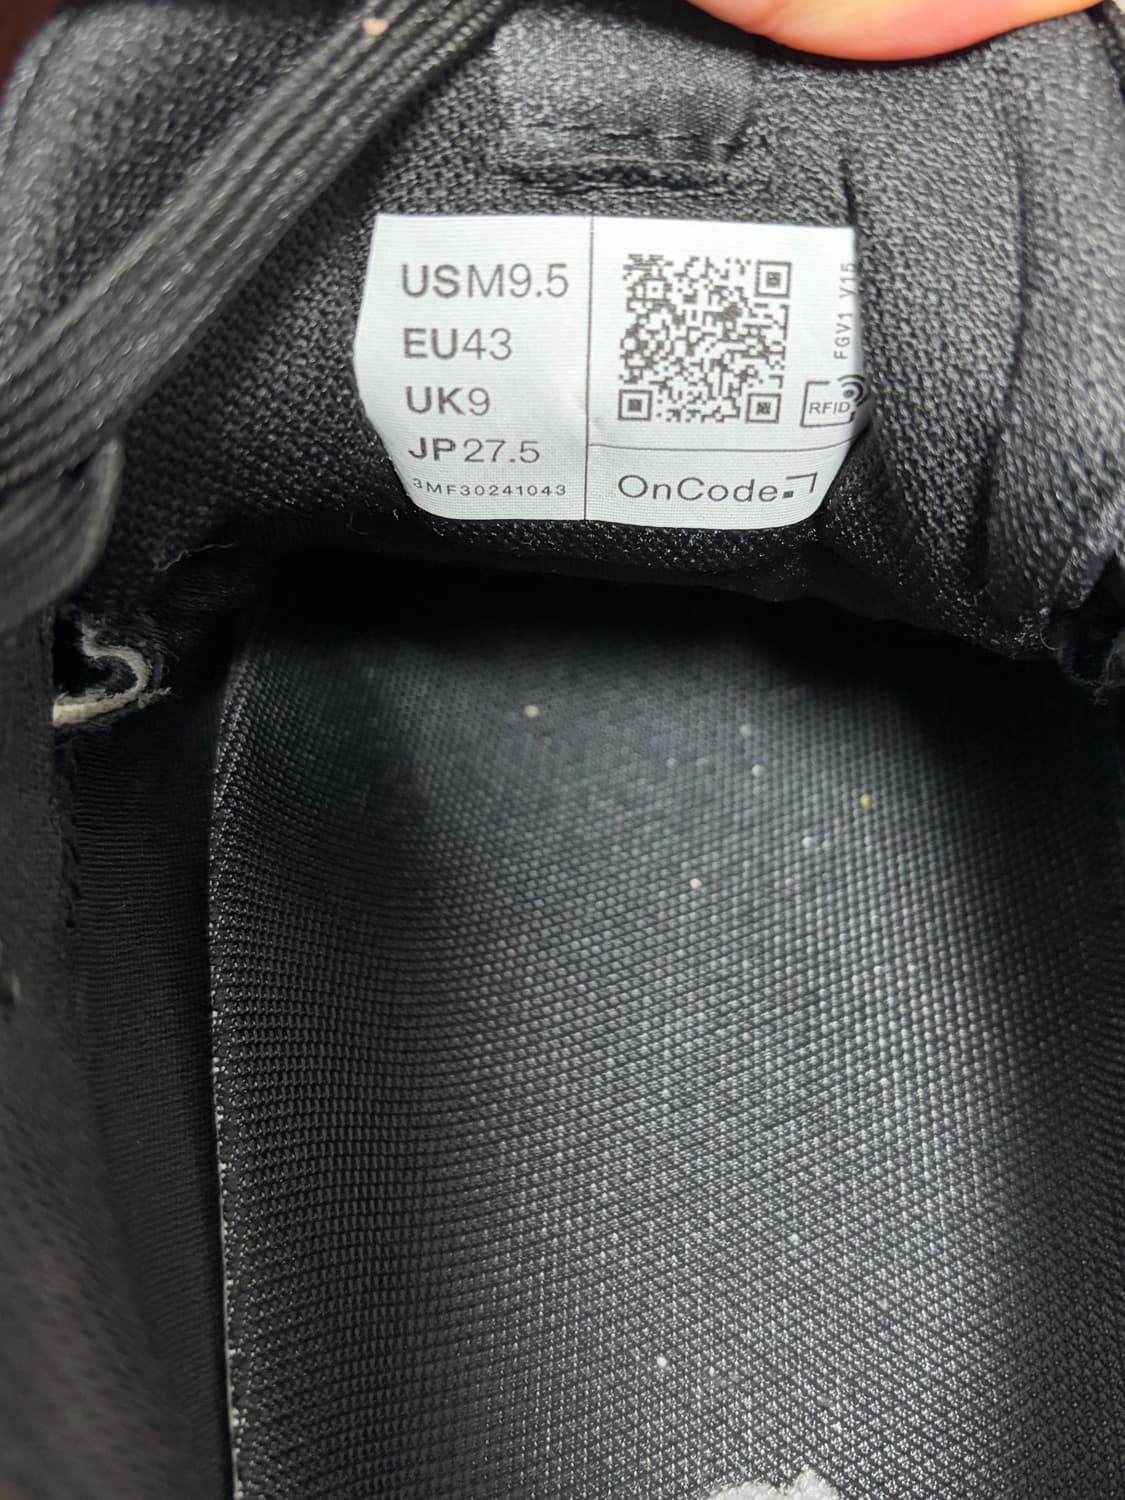 USM9.5
EU43
UK9
JP27.5
3MF30241043
FGV1 V15
RFID
OnCode